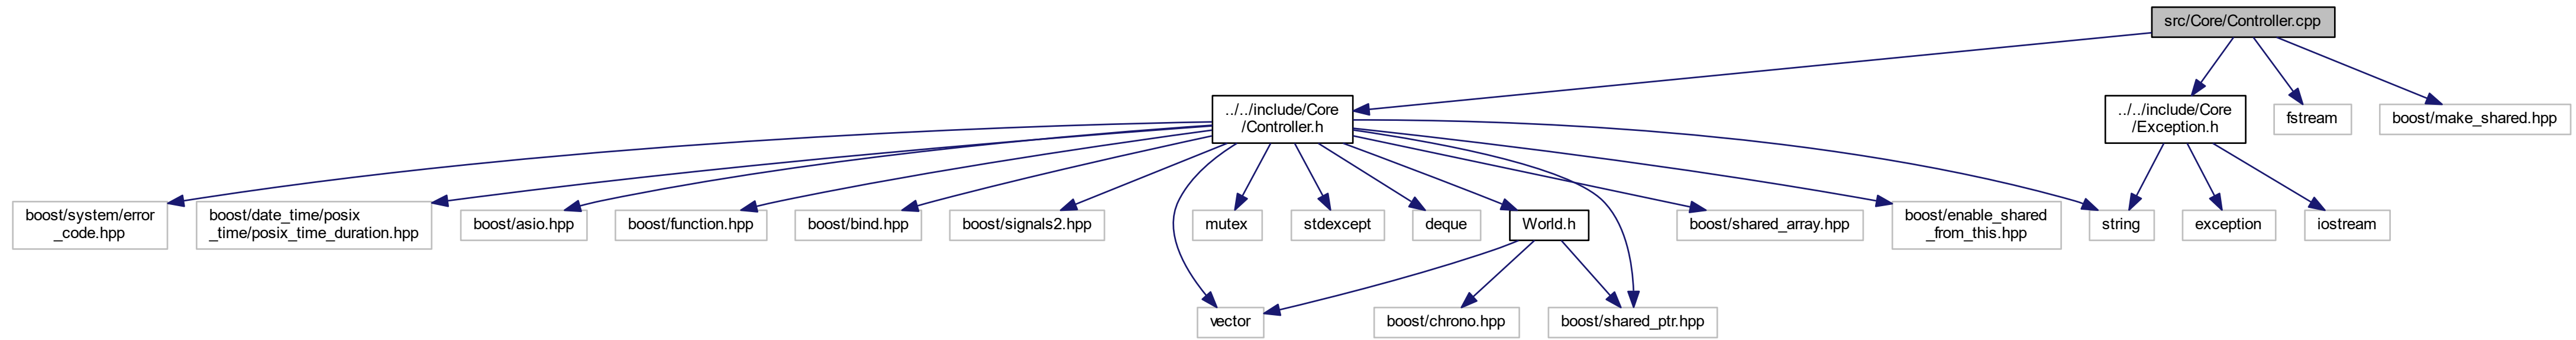 src/Core/Controller.cpp
../../include/Core
/Controller.h
../../include/Core
/Exception.h
fstream
boost/make_shared.hpp
boost/system/error
_code.hpp
boost/date_time/posix
_time/posix_time_duration.hpp
boost/asio.hpp
boost/function.hpp
boost/bind.hpp
boost/signals2.hpp
mutex
stdexcept
deque
World.h
boost/shared_array.hpp
boost/enable_shared
_from_this.hpp
string
exception
iostream
vector
boost/chrono.hpp
boost/shared_ptr.hpp